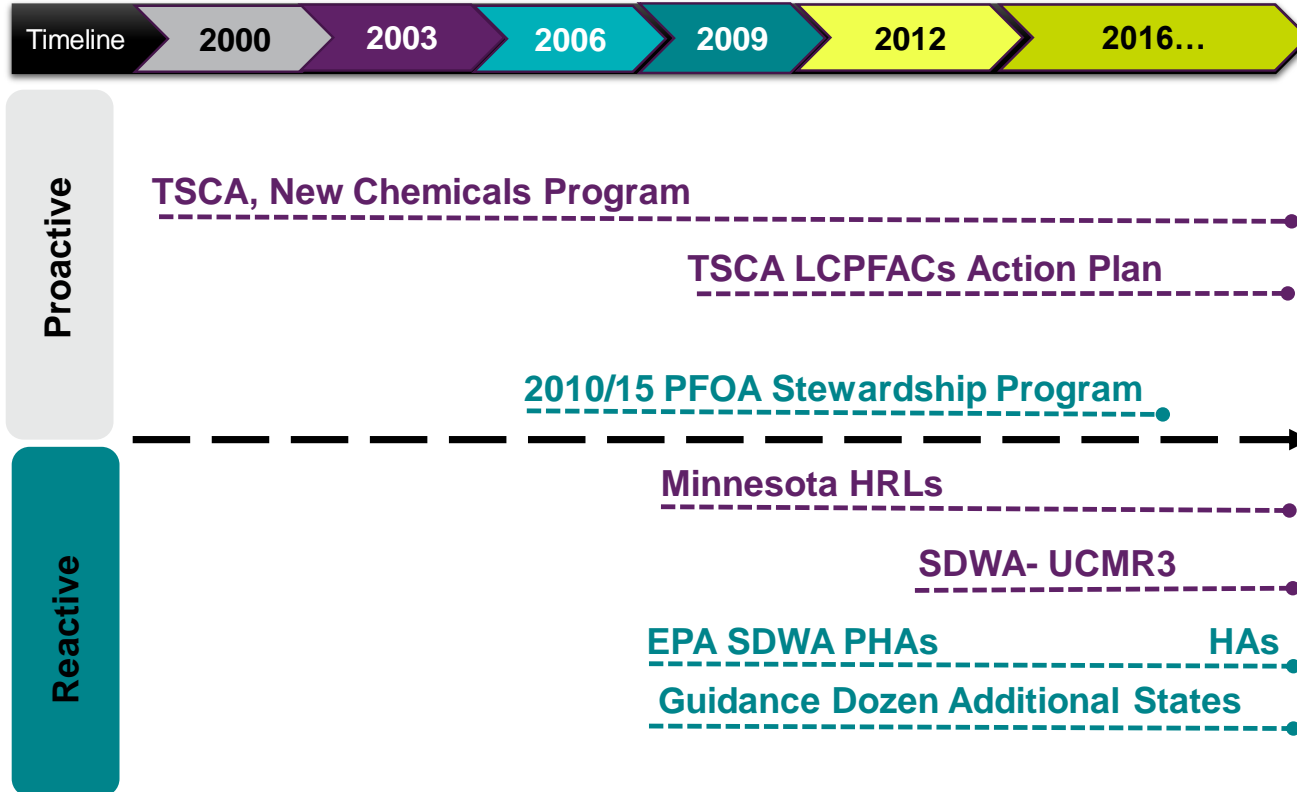 Timeline 2000 2003 2006 2009 2012 2016…
Proactive
TSCA, New Chemicals Program
TSCA LCPFACs Action Plan
2010/15 PFOA Stewardship Program
Reactive
Minnesota HRLs
SDWA- UCMR3
EPA SDWA PHAs HAs
Guidance Dozen Additional States